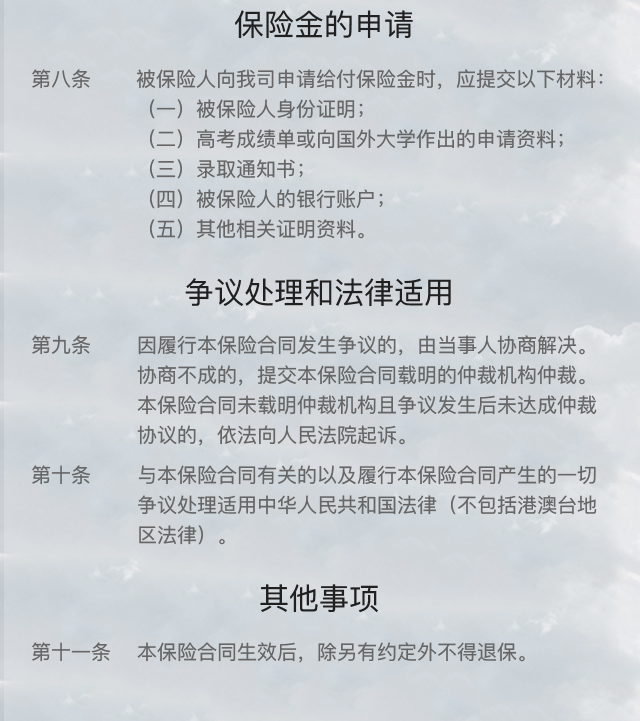 保险金的申请
第八条 被保险人向我司申请给付保险金时，应提交以下材料：
（一）被保险人身份证明；
（二）高考成绩单或向国外大学作出的申请资料；
（三）录取通知书；
（四）被保险人的银行账户；
（五）其他相关证明资料。
争议处理和法律适用
第九条 因履行本保险合同发生争议的，由当事人协商解决。
协商不成的，提交本保险合同载明的仲裁机构仲裁。
本保险合同未载明仲裁机构且争议发生后未达成仲裁
协议的，依法向人民法院起诉。
第十条 与本保险合同有关的以及履行本保险合同产生的一切
争议处理适用中华人民共和国法律（不包括港澳台地
区法律）。
其他事项
第十一条 本保险合同生效后，除另有约定外不得退保。